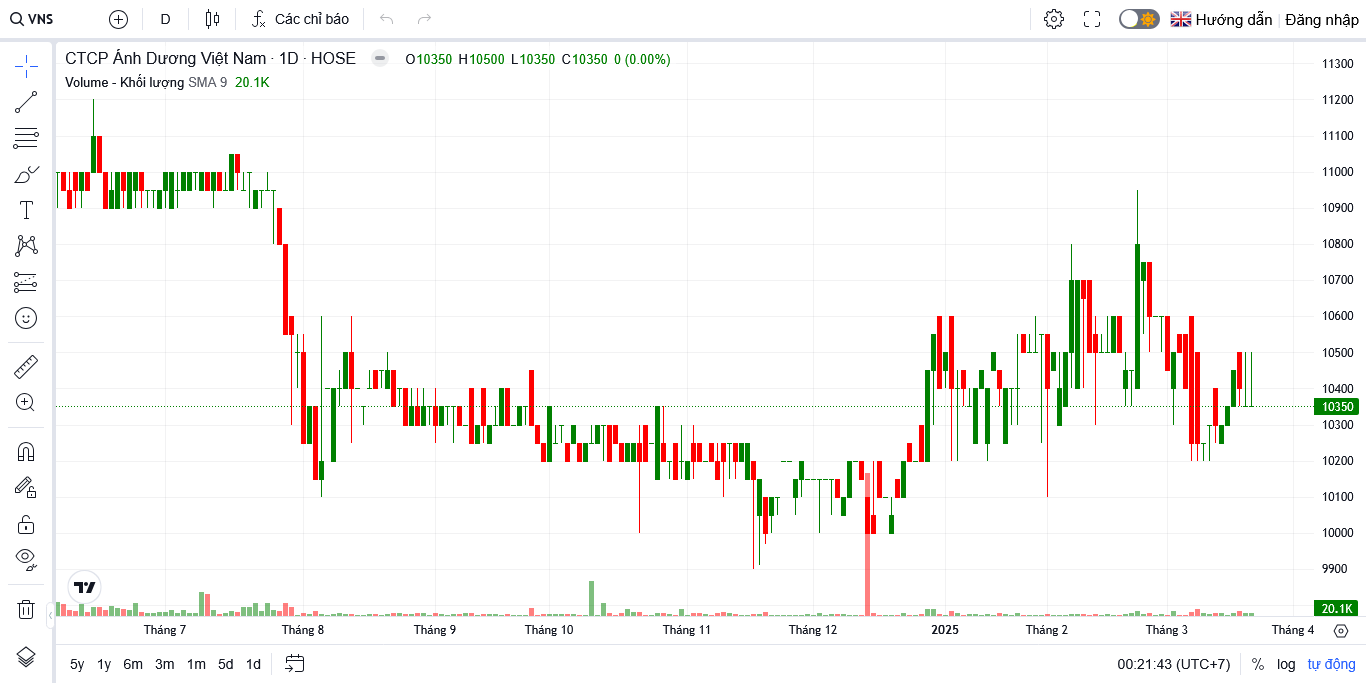 VNS D Các chỉ báo Hướng dẫn Đăng nhập
CTCP Ánh Dương Việt Nam · 1D · HOSE O10350 H10500 L10350 C10350 0 (0.00%)
Volume - Khối lượng SMA 9 20.1K
11300
11200
11100
11000
10900
10800
10700
10600
10500
10400
10350
10300
10200
10100
10000
9900
20.1K
Tháng 7 Tháng 8 Tháng 9 Tháng 10 Tháng 11 Tháng 12 2025 Tháng 2 Tháng 3 Tháng 4
5y 1y 6m 3m 1m 5d 1d 00:21:43 (UTC+7) % log tự động